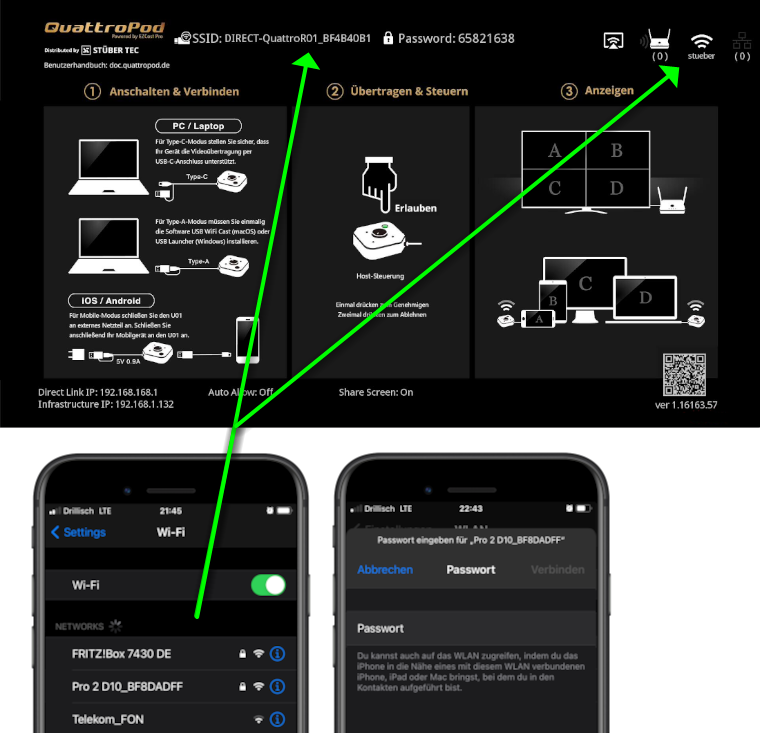 QuattroPod
Powered by EZCast Pro
Distributed by STÜBER TEC
Benutzerhandbuch: doc.quattropod.de
SSID: DIRECT-QuattroR01_BF4B40B1
Password: 65821638
(0)
stueber
(0)
1 Anschalten & Verbinden
2 Übertragen & Steuern
3 Anzeigen
PC / Laptop
Für Type-C-Modus stellen Sie sicher, dass
Ihr Gerät die Videoübertragung per
USB-C-Anschluss unterstützt.
Type-C
Für Type-A-Modus müssen Sie einmalig
die Software USB WiFi Cast (macOS) oder
USB Launcher (Windows) installieren.
Type-A
iOS / Android
Für Mobile-Modus schließen Sie den U01
an externes Netzteil an. Schließen Sie
anschließend Ihr Mobilgerät an den U01 an.
5V 0.9A
Erlauben
Host-Steuerung
Einmal drücken zum Genehmigen
Zweimal drücken zum Ablehnen
A
B
C
D
A
B
C
D
Direct Link IP: 192.168.168.1
Auto Allow: Off
Share Screen: On
Infrastructure IP: 192.168.1.132
ver 1.16163.57
Drillisch LTE
21:45
Settings
Wi-Fi
Wi-Fi
NETWORKS
FRITZ!Box 7430 DE
Pro 2 D10_BF8DADFF
Telekom_FON
Drillisch LTE
22:43
Einstellungen
WLAN
Passwort eingeben für „Pro 2 D10_BF8DADFF“
Abbrechen
Passwort
Verbinden
Passwort
Du kannst auch auf das WLAN zugreifen, indem du das
iPhone in die Nähe eines mit diesem WLAN verbundenen
iPhone, iPad oder Mac bringst, bei dem du in den
Kontakten aufgeführt bist.